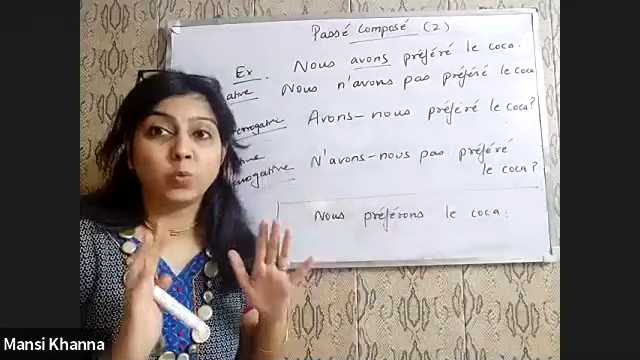 Passé composé (2)
Ex. Nous avons préféré le coca.
Nous n'avons pas préféré le coca
Avons-nous préféré le coca?
N'avons-nous pas préféré
le coca?
Nous préférons le coca.
Mansi Khanna